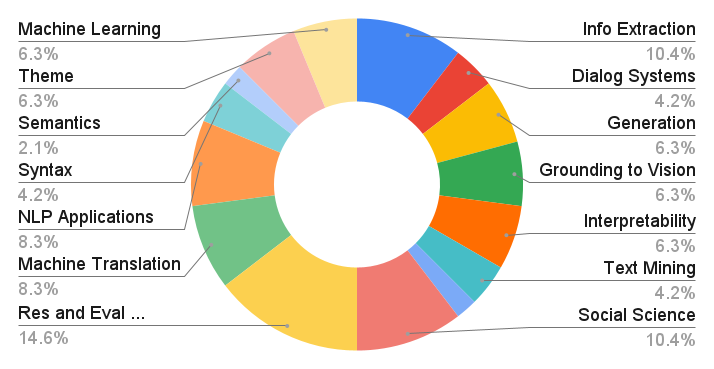 Machine Learning
6.3%
Theme
6.3%
Semantics
2.1%
Syntax
4.2%
NLP Applications
8.3%
Machine Translation
8.3%
Res and Eval ...
14.6%
Info Extraction
10.4%
Dialog Systems
4.2%
Generation
6.3%
Grounding to Vision
6.3%
Interpretability
6.3%
Text Mining
4.2%
Social Science
10.4%